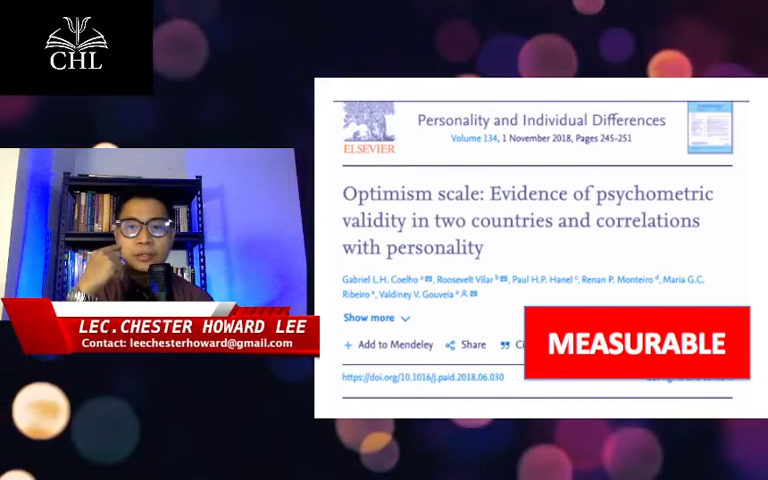 CHL
LEC.CHESTER HOWARD LEE
Contact: leechesterhoward@gmail.com
ELSEVIER
Personality and Individual Differences
Volume 134, 1 November 2018, Pages 245-251
Optimism scale: Evidence of psychometric
validity in two countries and correlations
with personality
Gabriel L.H. Coelho a, Roosevelt Vilar b, Paul H.P. Hanel c, Renan P. Monteiro d, Maria G.C.
Ribeiro e, Valdiney V. Gouveia e
Show more
Add to Mendeley Share Ci
MEASURABLE
https://doi.org/10.1016/j.paid.2018.06.030